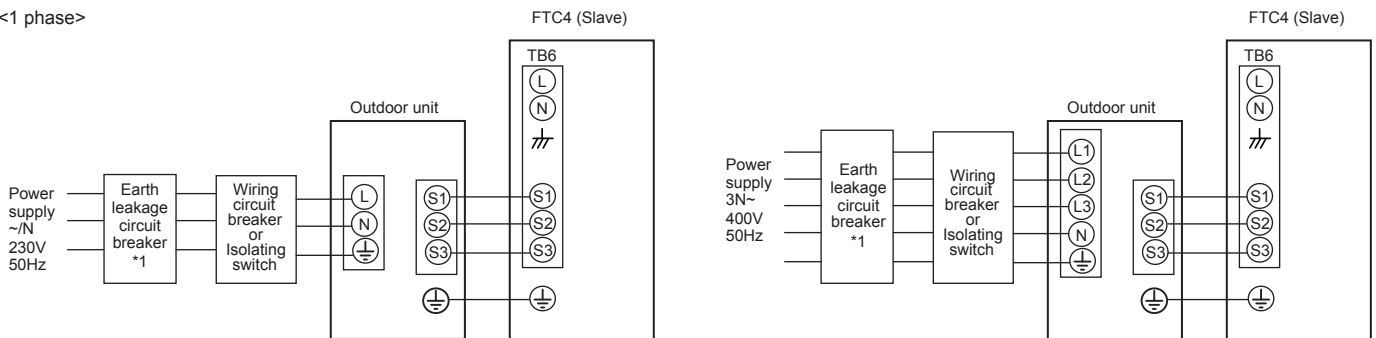 <1 phase>
FTC4 (Slave)
TB6
L
N
Outdoor unit
Power
supply
~/N
230V
50Hz
Earth
leakage
circuit
breaker
*1
Wiring
circuit
breaker
or
Isolating
switch
L
N
S1
S2
S3
S1
S2
S3
FTC4 (Slave)
TB6
L
N
Outdoor unit
Power
supply
3N~
400V
50Hz
Earth
leakage
circuit
breaker
*1
Wiring
circuit
breaker
or
Isolating
switch
L1
L2
L3
N
S1
S2
S3
S1
S2
S3